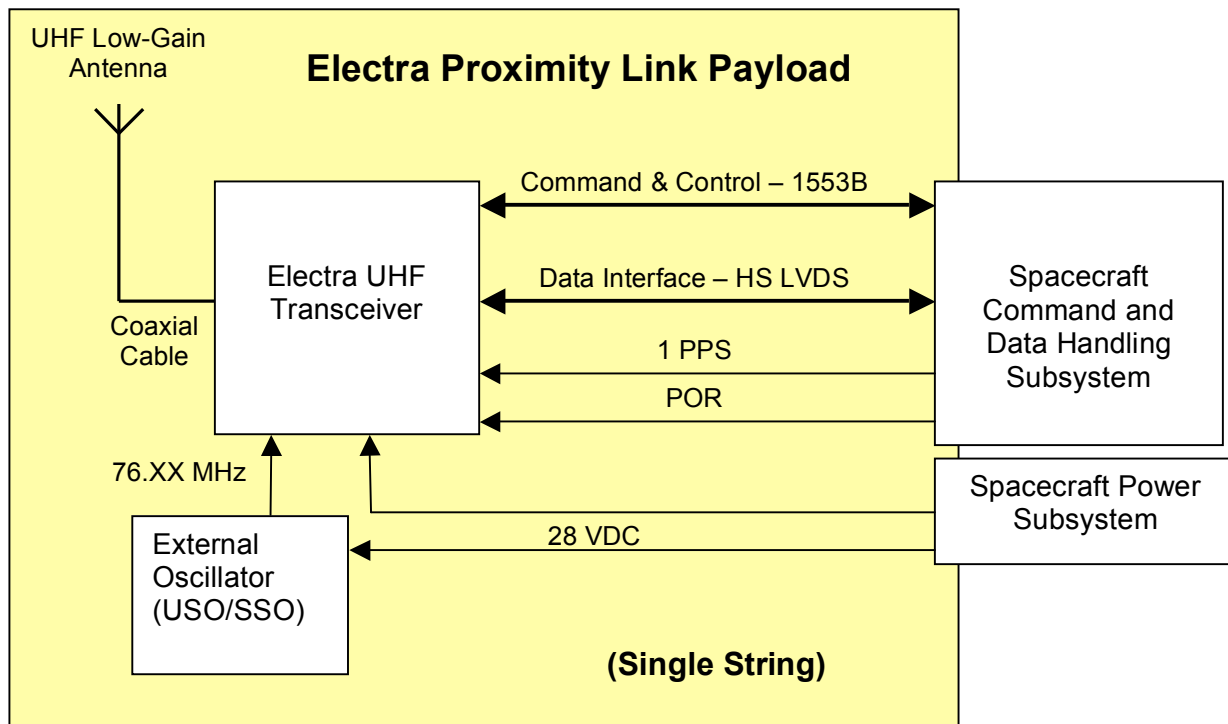 UHF Low-Gain
Antenna
Electra Proximity Link Payload
Command & Control – 1553B
Electra UHF
Transceiver
Data Interface – HS LVDS
Spacecraft
Command and
Data Handling
Subsystem
Coaxial
Cable
1 PPS
POR
76.XX MHz
Spacecraft Power
Subsystem
28 VDC
External
Oscillator
(USO/SSO)
(Single String)